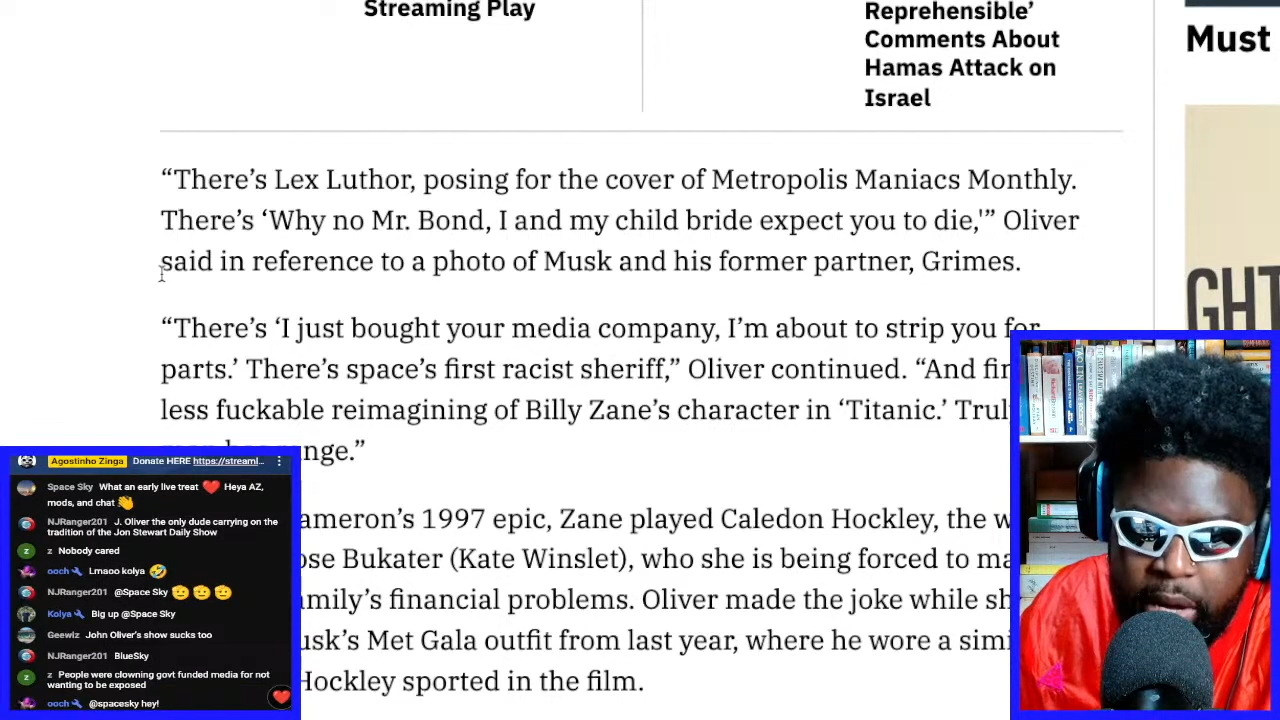 Streaming Play
Reprehensible’
Comments About
Hamas Attack on
Israel
Must
“There’s Lex Luthor, posing for the cover of Metropolis Maniacs Monthly.
There’s ‘Why no Mr. Bond, I and my child bride expect you to die,'” Oliver
said in reference to a photo of Musk and his former partner, Grimes.
“There’s ‘I just bought your media company, I’m about to strip you for
parts.’ There’s space’s first racist sheriff,” Oliver continued. “And fin
less fuckable reimagining of Billy Zane’s character in ‘Titanic.’ Trul
nge.”
ameron’s 1997 epic, Zane played Caledon Hockley, the w
ose Bukater (Kate Winslet), who she is being forced to ma
mily’s financial problems. Oliver made the joke while sh
usk’s Met Gala outfit from last year, where he wore a simi
Hockley sported in the film.
GHT
Agostinho Zinga Donate HERE https://streaml...
Space Sky What an early live treat ❤️ Heya AZ,
mods, and chat 👏
NJRanger201 J. Oliver the only dude carrying on the
tradition of the Jon Stewart Daily Show
z Nobody cared
ooch Lmaoo kolya 🤣
NJRanger201 @Space Sky 🫡 🫡 🫡
Kolya Big up @Space Sky
Geewiz John Oliver’s show sucks too
NJRanger201 BlueSky
z People were clowning govt funded media for not
wanting to be exposed
ooch @spacesky hey!